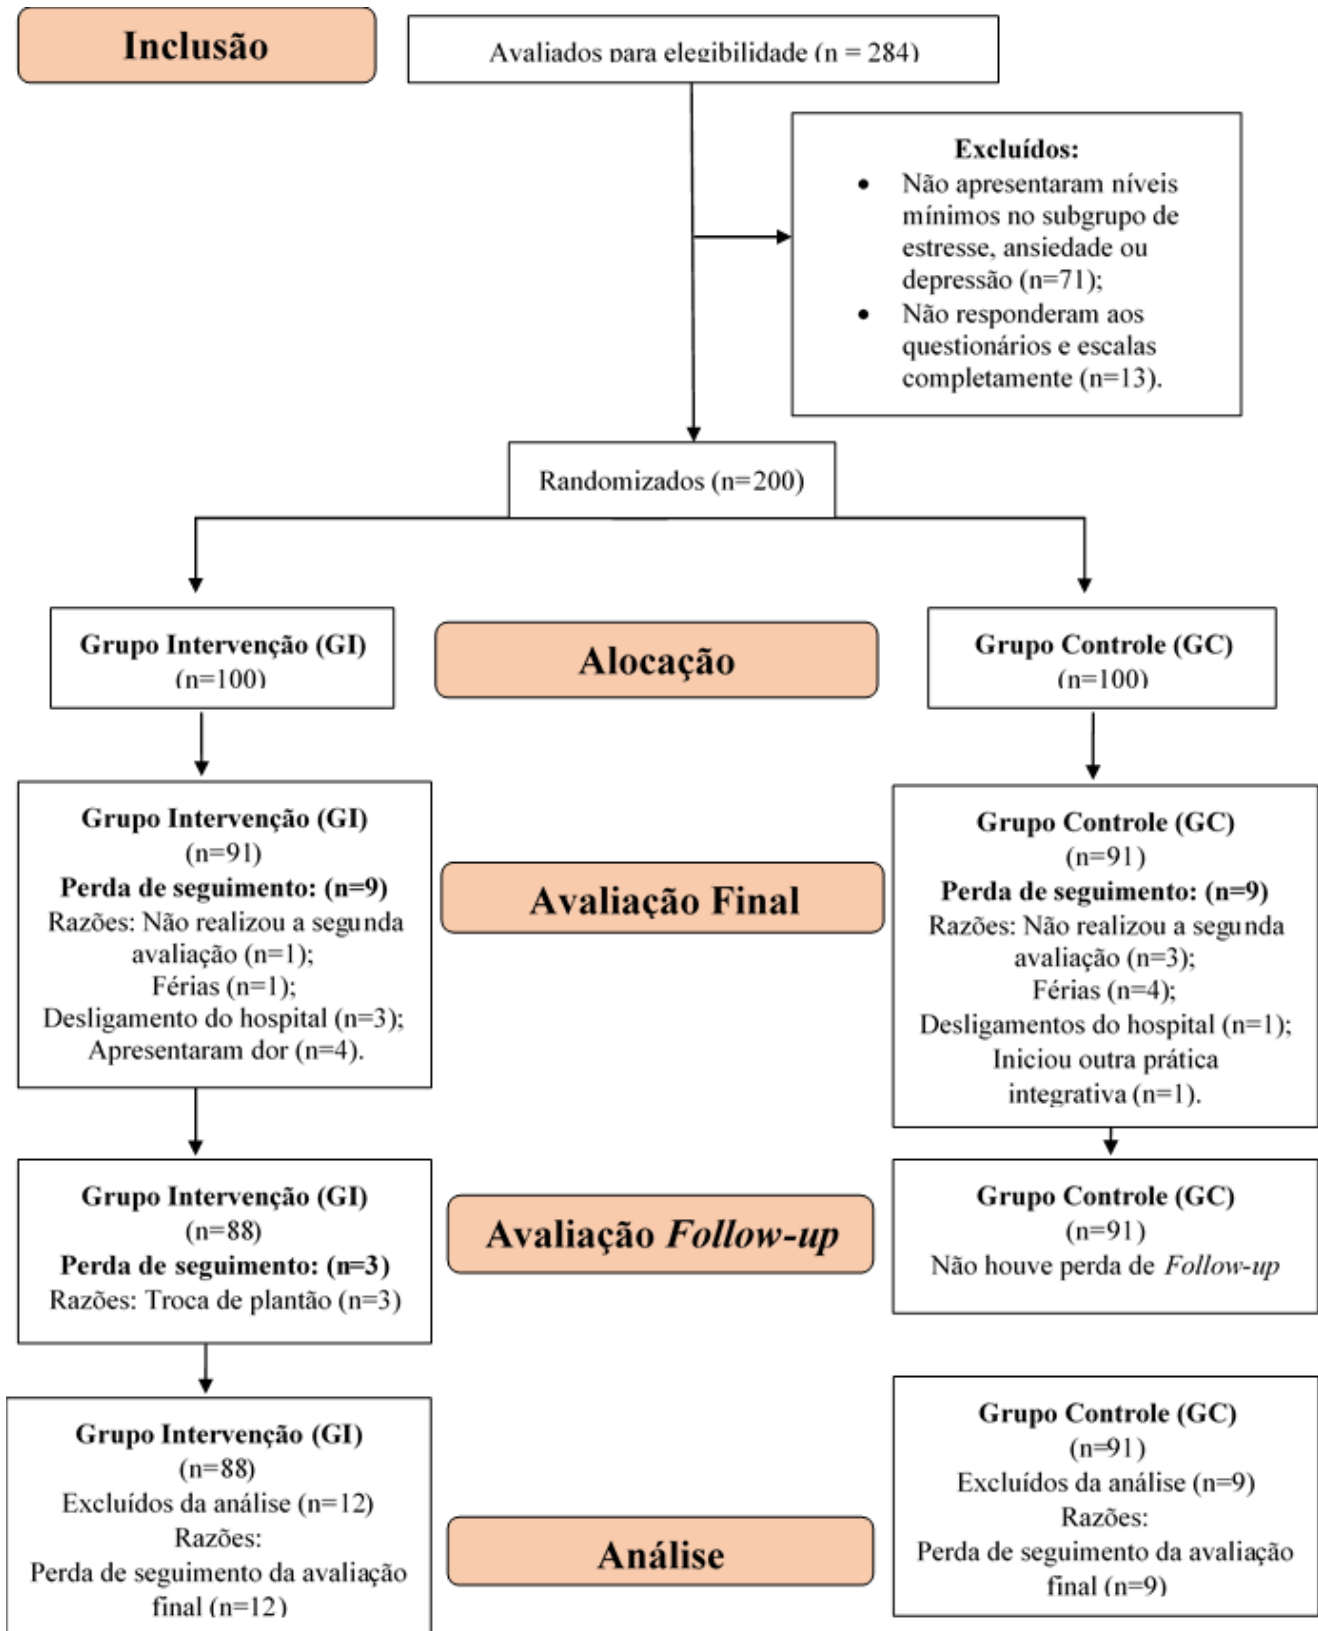 Inclusão
Avaliados para elegibilidade (n = 284)
Excluídos:
• Não apresentaram níveis
mínimos no subgrupo de
estresse, ansiedade ou
depressão (n=71);
• Não responderam aos
questionários e escalas
completamente (n=13).
Randomizados (n=200)
Grupo Intervenção (GI)
(n=100)
Alocação
Grupo Controle (GC)
(n=100)
Grupo Intervenção (GI)
(n=91)
Perda de seguimento: (n=9)
Razões: Não realizou a segunda
avaliação (n=1);
Férias (n=1);
Desligamento do hospital (n=3);
Apresentaram dor (n=4).
Avaliação Final
Grupo Controle (GC)
(n=91)
Perda de seguimento: (n=9)
Razões: Não realizou a segunda
avaliação (n=3);
Férias (n=4);
Desligamentos do hospital (n=1);
Iniciou outra prática
integrativa (n=1).
Grupo Intervenção (GI)
(n=88)
Perda de seguimento: (n=3)
Razões: Troca de plantão (n=3)
Avaliação Follow-up
Grupo Controle (GC)
(n=91)
Não houve perda de Follow-up
Grupo Intervenção (GI)
(n=88)
Excluídos da análise (n=12)
Razões:
Perda de seguimento da avaliação
final (n=12)
Análise
Grupo Controle (GC)
(n=91)
Excluídos da análise (n=9)
Razões:
Perda de seguimento da avaliação
final (n=9)